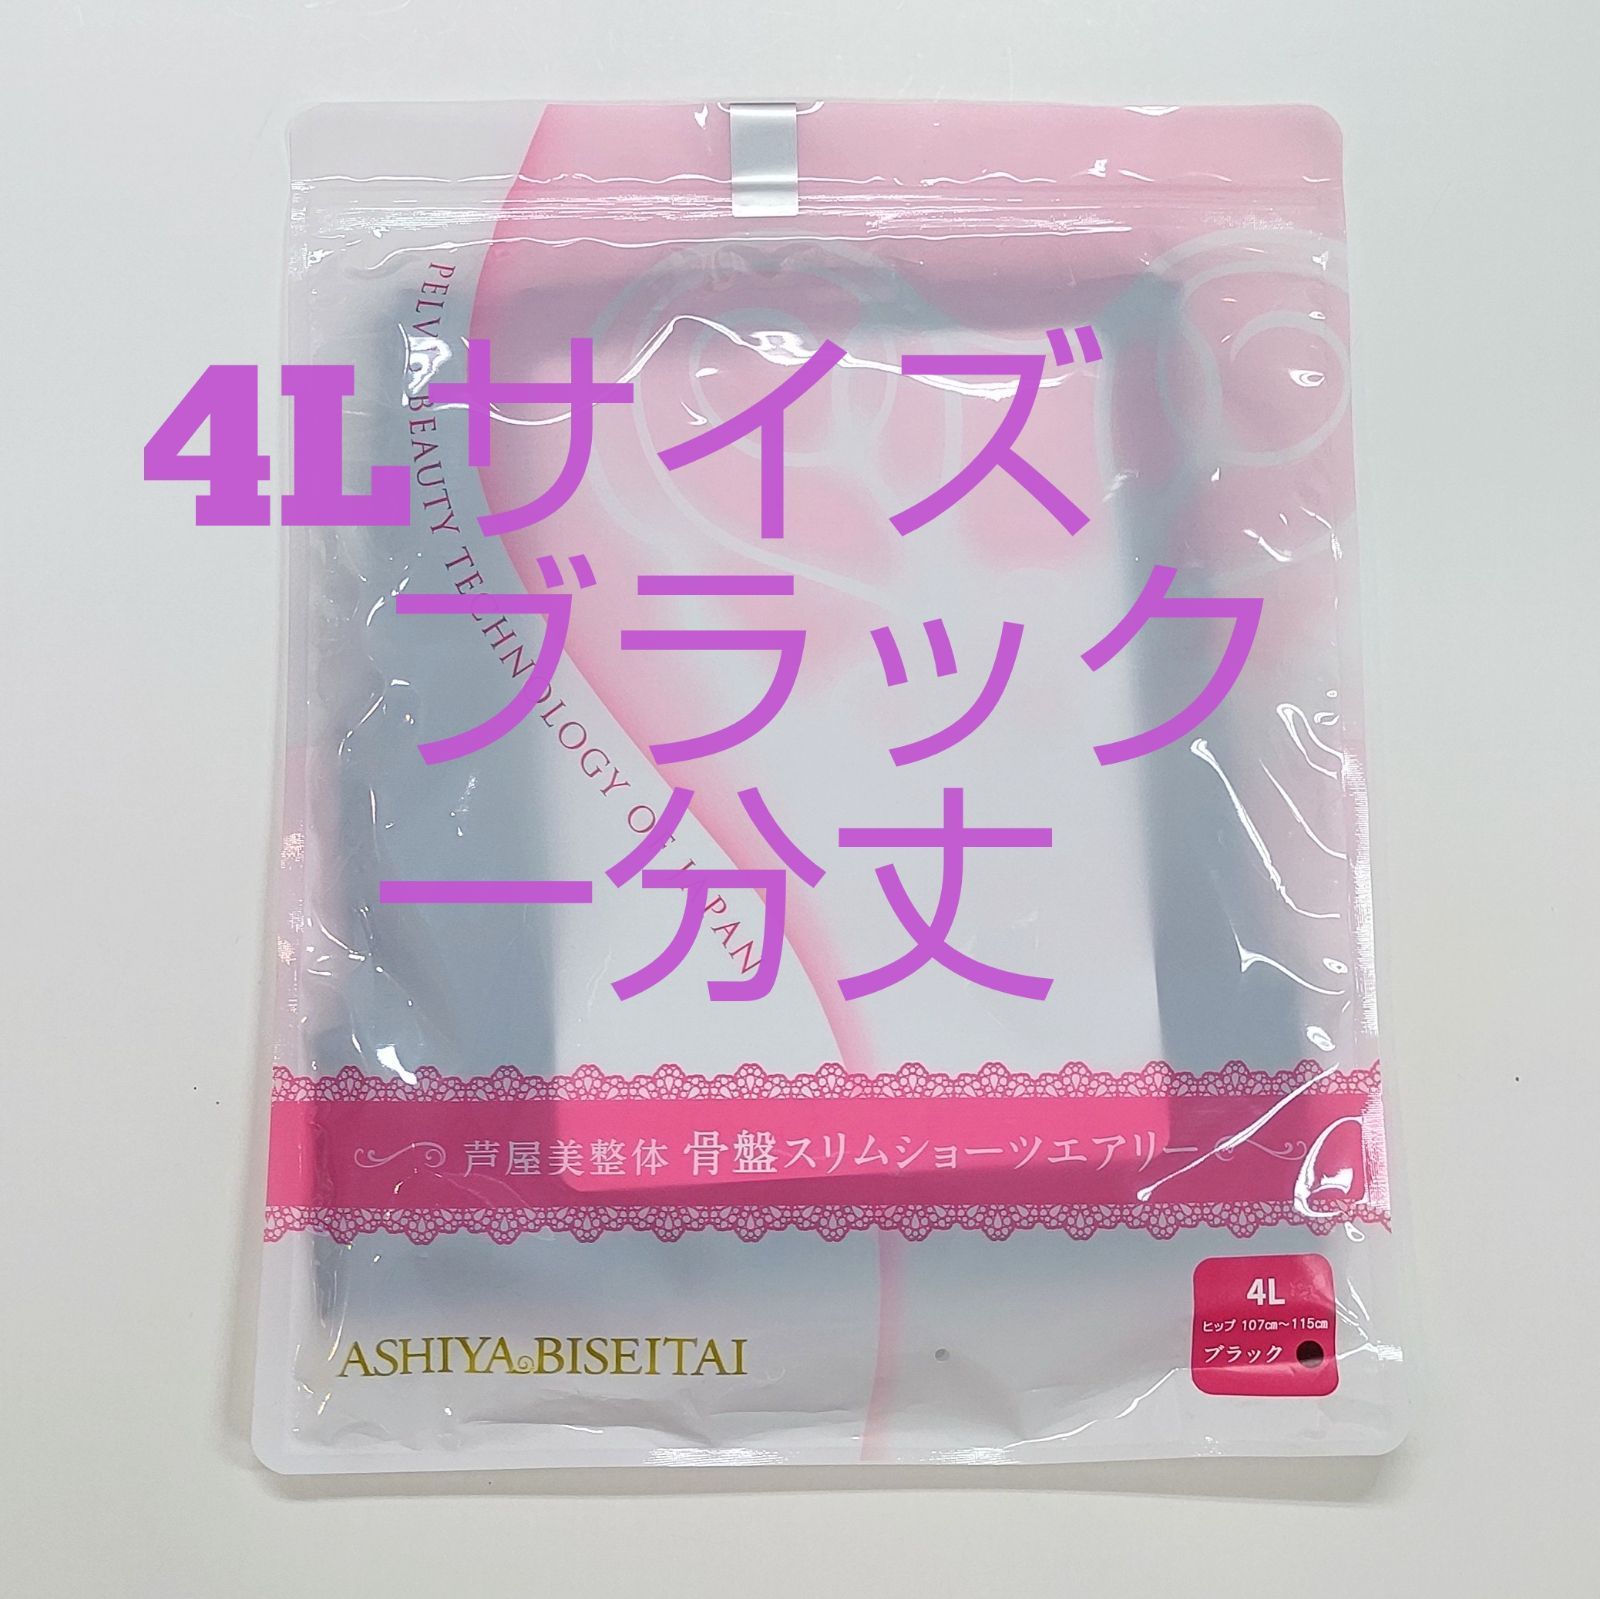 4Lサイズ
ブラック
一分丈
PELVIC BEAUTY TECHNOLOGY OF JAPAN
芦屋美整体 骨盤スリムショーツエアリー
ASHIYA BISEITAI
4L
ヒップ 107㎝～115㎝
ブラック